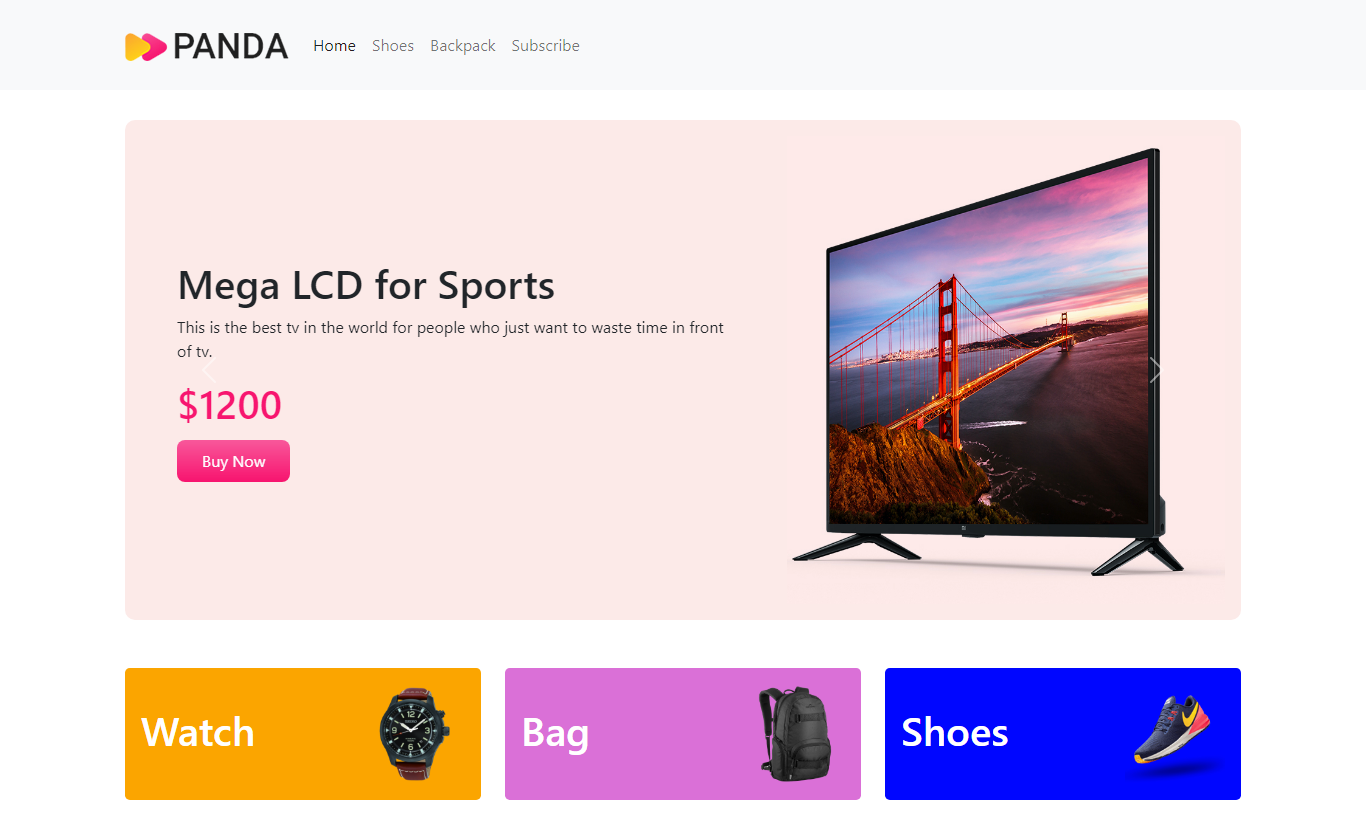 PANDA
Home Shoes Backpack Subscribe
Mega LCD for Sports
This is the best tv in the world for people who just want to waste time in front
of tv.
$1200
Buy Now
Watch
Bag
Shoes